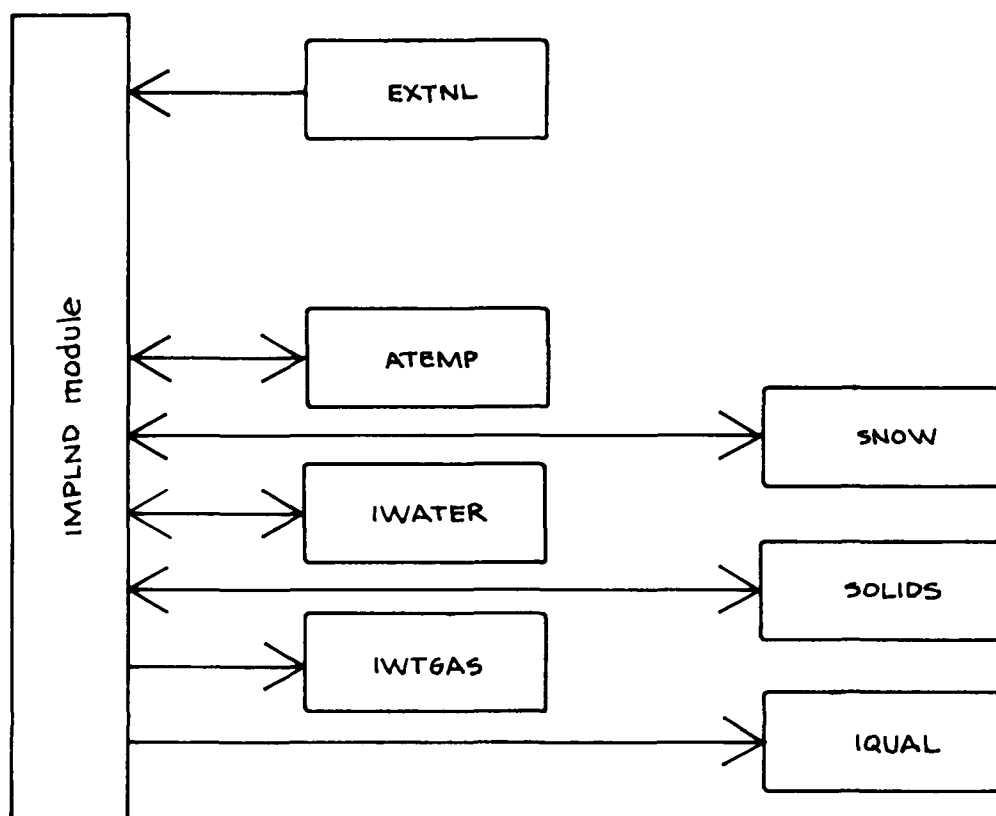 EXTNL
IMPLND module
ATEMP
SNOW
IWATER
SOLIDS
IWTGAS
IQUAL